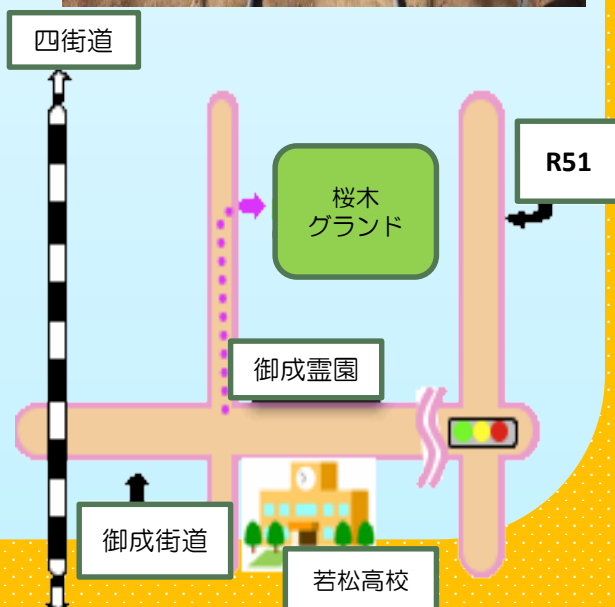 四街道
R51
桜木
グランド
御成霊園
御成街道
若松高校